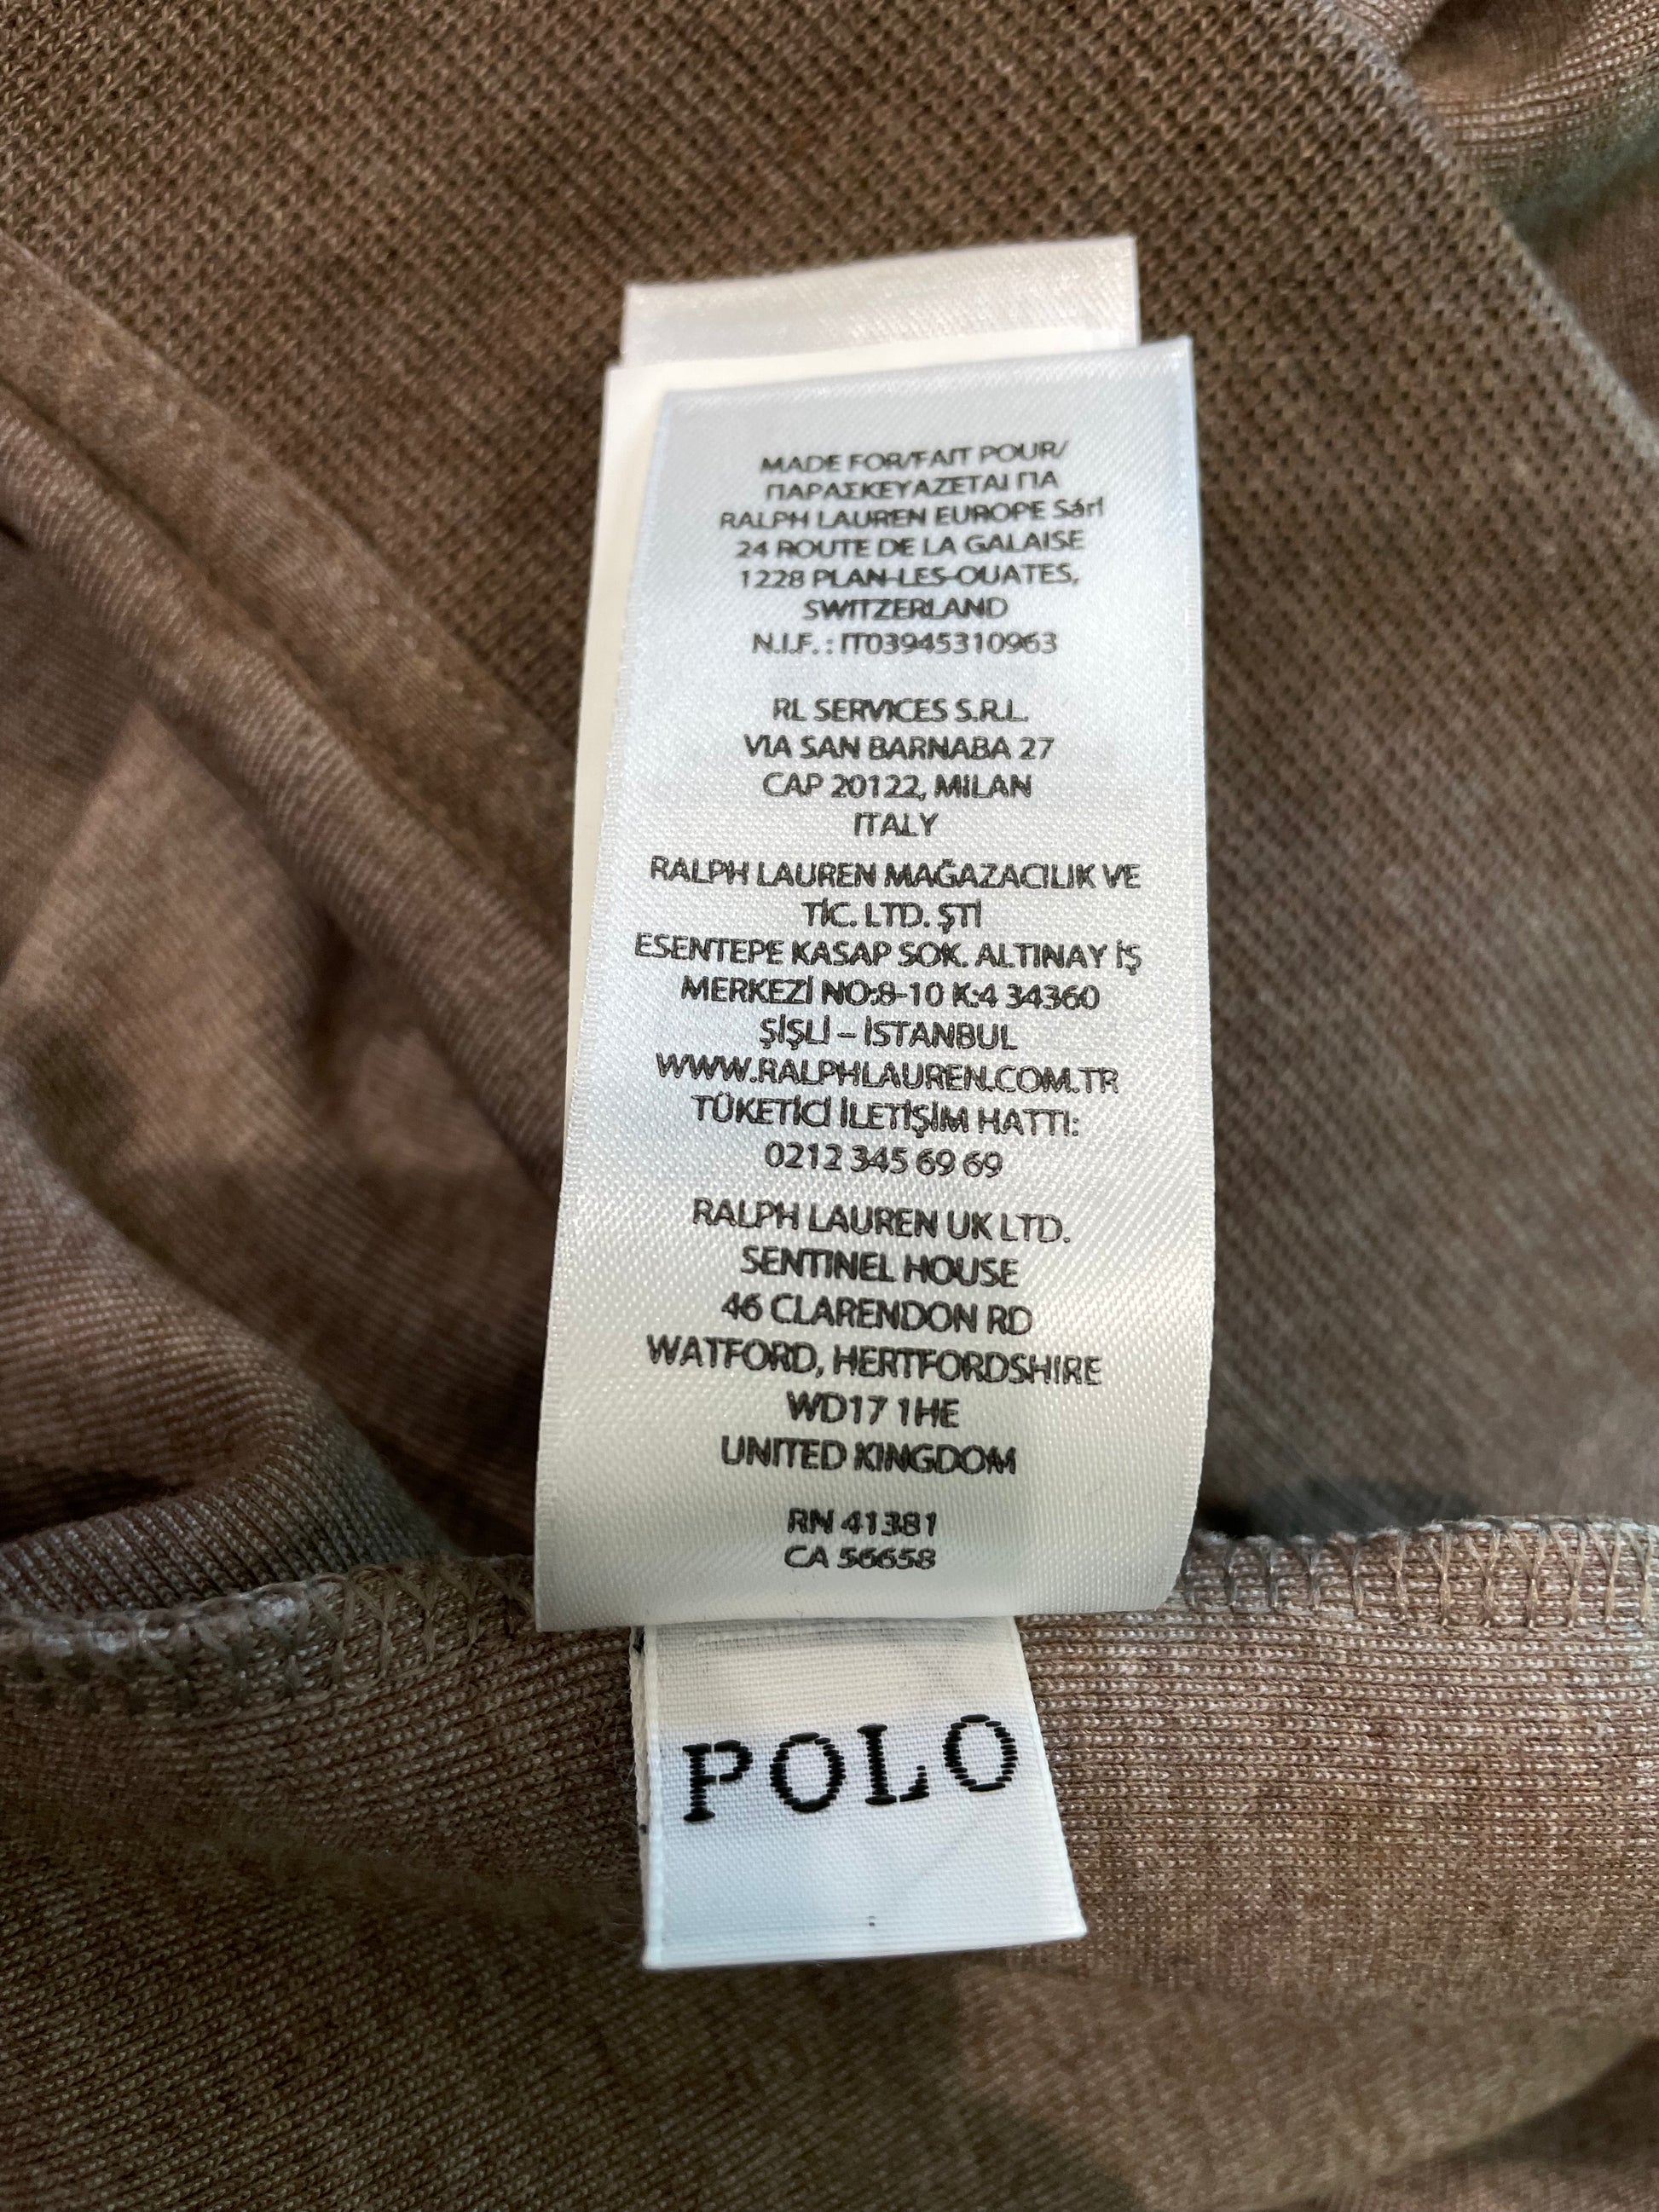 MADE FOR/FAIT POUR/
ΠΑΡΑΣΚΕΥΑΖΕΤΑΙ ΓΙΑ
RALPH LAUREN EUROPE Sárl
24 ROUTE DE LA GALAISE
1228 PLAN-LES-OUATES,
SWITZERLAND
N.I.F. : IT03945310963
RL SERVICES S.R.L.
VIA SAN BARNABA 27
CAP 20122, MILAN
ITALY
RALPH LAUREN MAĞAZACILIK VE
TİC. LTD. ŞTİ
ESENTEPE KASAP SOK. ALTINAY İŞ
MERKEZİ NO:8-10 K:4 34360
ŞİŞLİ – İSTANBUL
WWW.RALPHLAUREN.COM.TR
TÜKETİCİ İLETİŞİM HATTI:
0212 345 69 69
RALPH LAUREN UK LTD.
SENTINEL HOUSE
46 CLARENDON RD
WATFORD, HERTFORDSHIRE
WD17 1HE
UNITED KINGDOM
RN 41381
CA 56658
POLO